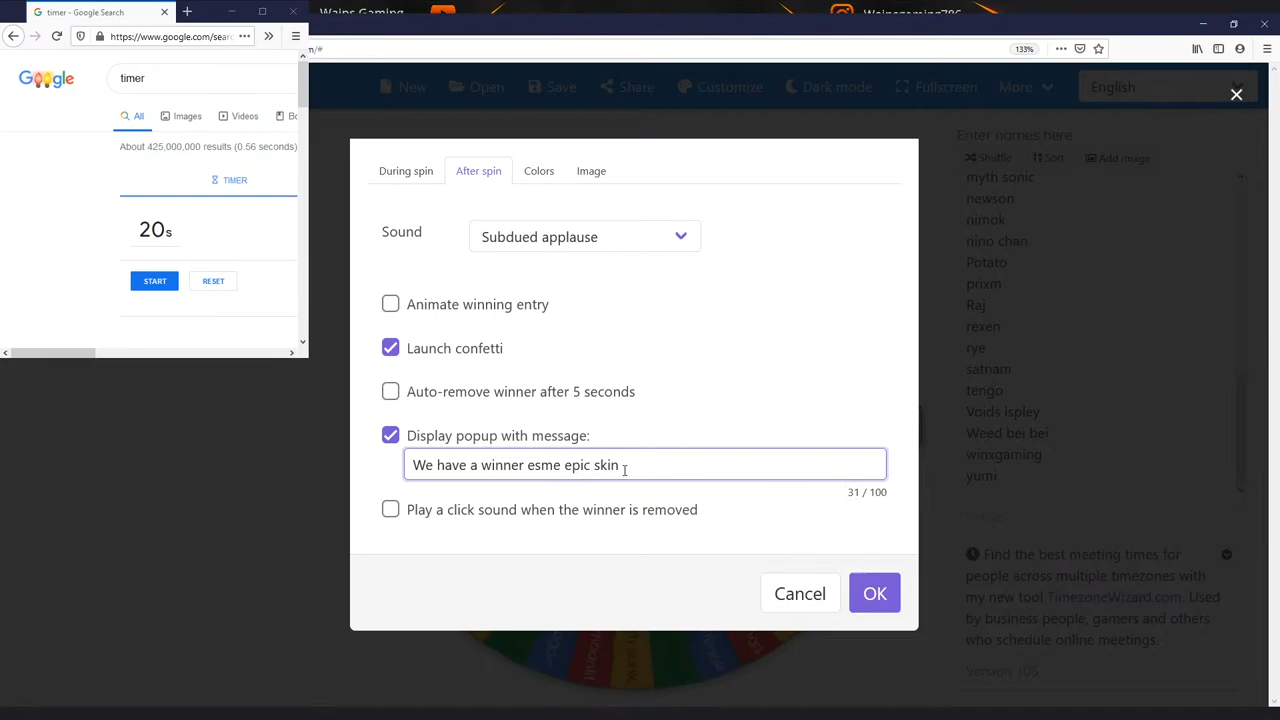 timer - Google Search
https://www.google.com/searc
Google
timer
All
Images
Videos
Bo
About 425,000,000 results (0.56 seconds)
TIMER
20s
START
RESET
Wains Gaming
Wainsgaming786
m/#
133%
New
Open
Save
Share
Customize
Dark mode
Fullscreen
More
English
During spin
After spin
Colors
Image
Sound
Subdued applause
Animate winning entry
Launch confetti
Auto-remove winner after 5 seconds
Display popup with message:
We have a winner esme epic skin
31 / 100
Play a click sound when the winner is removed
Cancel
OK
Enter names here
Shuffle
Sort
Add image
myth sonic
newson
nimok
nino chan
Potato
prixm
Raj
rexen
rye
satnam
tengo
Voids ispley
Weed bei bei
winxgaming
yumi
Find the best meeting times for
people across multiple timezones with
my new tool TimezoneWizard.com. Used
by business people, gamers and others
who schedule online meetings.
Version 105